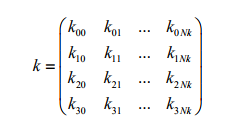 k = ( k₀₀ k₀₁ ... k₀Nk
k₁₀ k₁₁ ... k₁Nk
k₂₀ k₂₁ ... k₂Nk
k₃₀ k₃₁ ... k₃Nk )